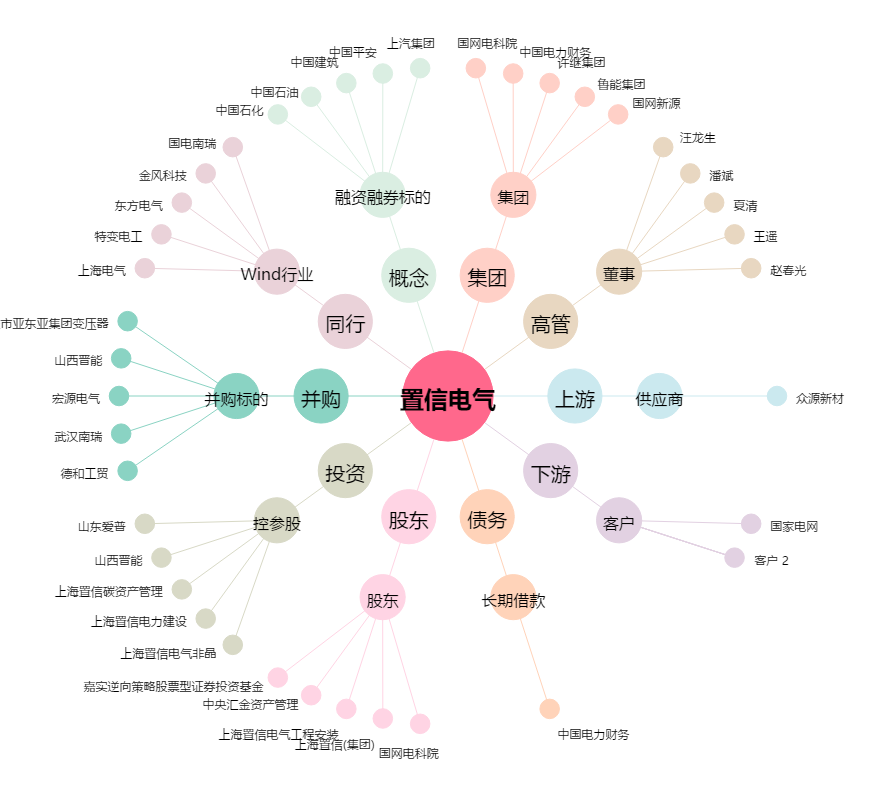 上汽集团
国网电科院
中国平安
中国电力财务
中国建筑
许继集团
中国石油
鲁能集团
中国石化
国网新源
国电南瑞
汪龙生
金风科技
潘斌
东方电气
夏清
融资融券标的
集团
特变电工
王遥
上海电气
Wind行业
概念
集团
董事
赵春光
同行
高管
市亚东亚集团变压器
山西晋能
宏源电气
武汉南瑞
德和工贸
并购标的
并购
置信电气
上游
供应商
众源新材
投资
下游
控参股
股东
债务
客户
山东爱普
山西晋能
上海置信碳资产管理
上海置信电力建设
上海置信电气非晶
国家电网
客户 2
股东
长期借款
嘉实逆向策略股票型证券投资基金
中央汇金资产管理
上海置信电气工程安装
上海置信(集团)
国网电科院
中国电力财务